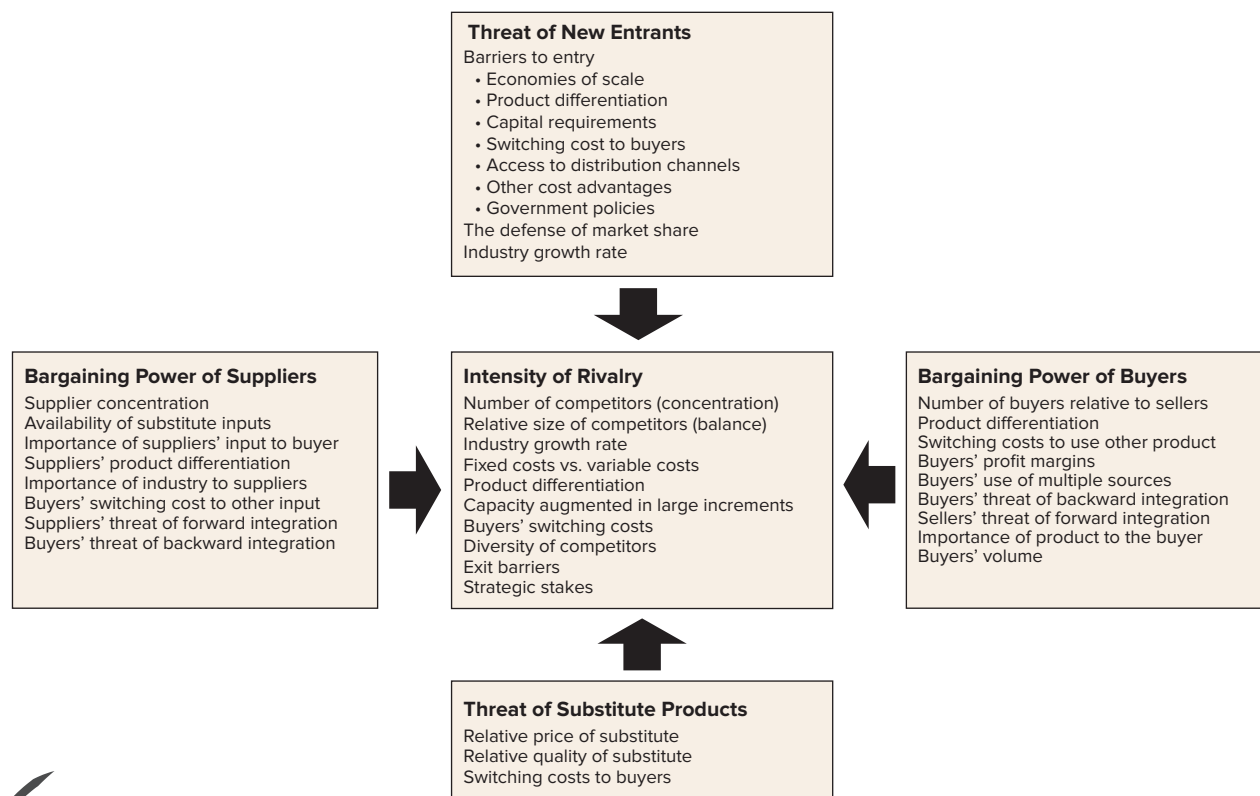 Threat of New Entrants
Barriers to entry
• Economies of scale
• Product differentiation
• Capital requirements
• Switching cost to buyers
• Access to distribution channels
• Other cost advantages
• Government policies
The defense of market share
Industry growth rate
Bargaining Power of Suppliers
Supplier concentration
Availability of substitute inputs
Importance of suppliers’ input to buyer
Suppliers’ product differentiation
Importance of industry to suppliers
Buyers’ switching cost to other input
Suppliers’ threat of forward integration
Buyers’ threat of backward integration
Intensity of Rivalry
Number of competitors (concentration)
Relative size of competitors (balance)
Industry growth rate
Fixed costs vs. variable costs
Product differentiation
Capacity augmented in large increments
Buyers’ switching costs
Diversity of competitors
Exit barriers
Strategic stakes
Bargaining Power of Buyers
Number of buyers relative to sellers
Product differentiation
Switching costs to use other product
Buyers’ profit margins
Buyers’ use of multiple sources
Buyers’ threat of backward integration
Sellers’ threat of forward integration
Importance of product to the buyer
Buyers’ volume
Threat of Substitute Products
Relative price of substitute
Relative quality of substitute
Switching costs to buyers